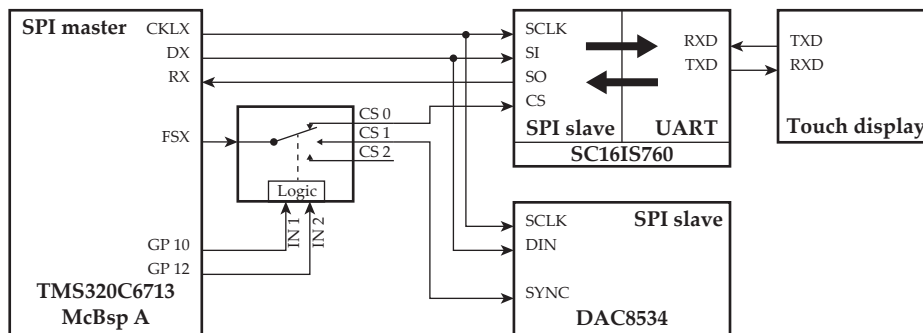 SPI master
CKLX
DX
RX
FSX
GP 10
GP 12
TMS320C6713
McBsp A
CS 0
CS 1
CS 2
Logic
IN 1
IN 2
SCLK
SI
SO
CS
RXD
TXD
SPI slave
UART
SC16IS760
TXD
RXD
Touch display
SCLK
SPI slave
DIN
SYNC
DAC8534